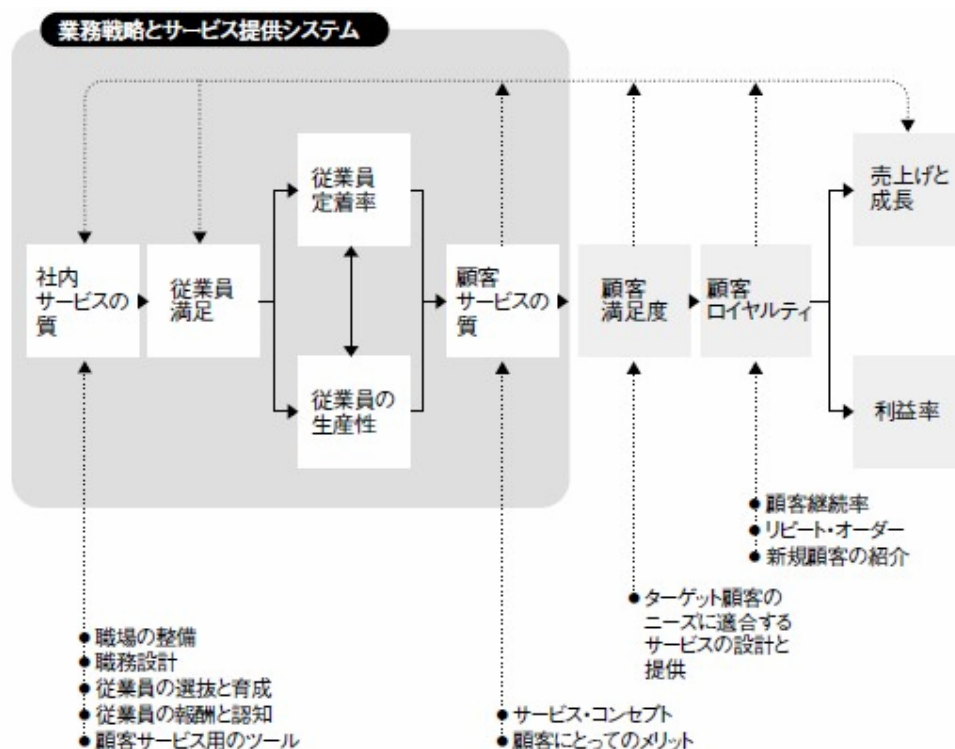 業務戦略とサービス提供システム
従業員
定着率
売上げと
成長
社内
サービスの
質
従業員
満足
顧客
サービスの
質
顧客
満足度
顧客
ロイヤルティ
従業員の
生産性
利益率
●顧客継続率
●リピート・オーダー
●新規顧客の紹介
●ターゲット顧客の
ニーズに適合する
サービスの設計と
提供
●職場の整備
●職務設計
●従業員の選抜と育成
●従業員の報酬と認知
●顧客サービス用のツール
●サービス・コンセプト
●顧客にとってのメリット